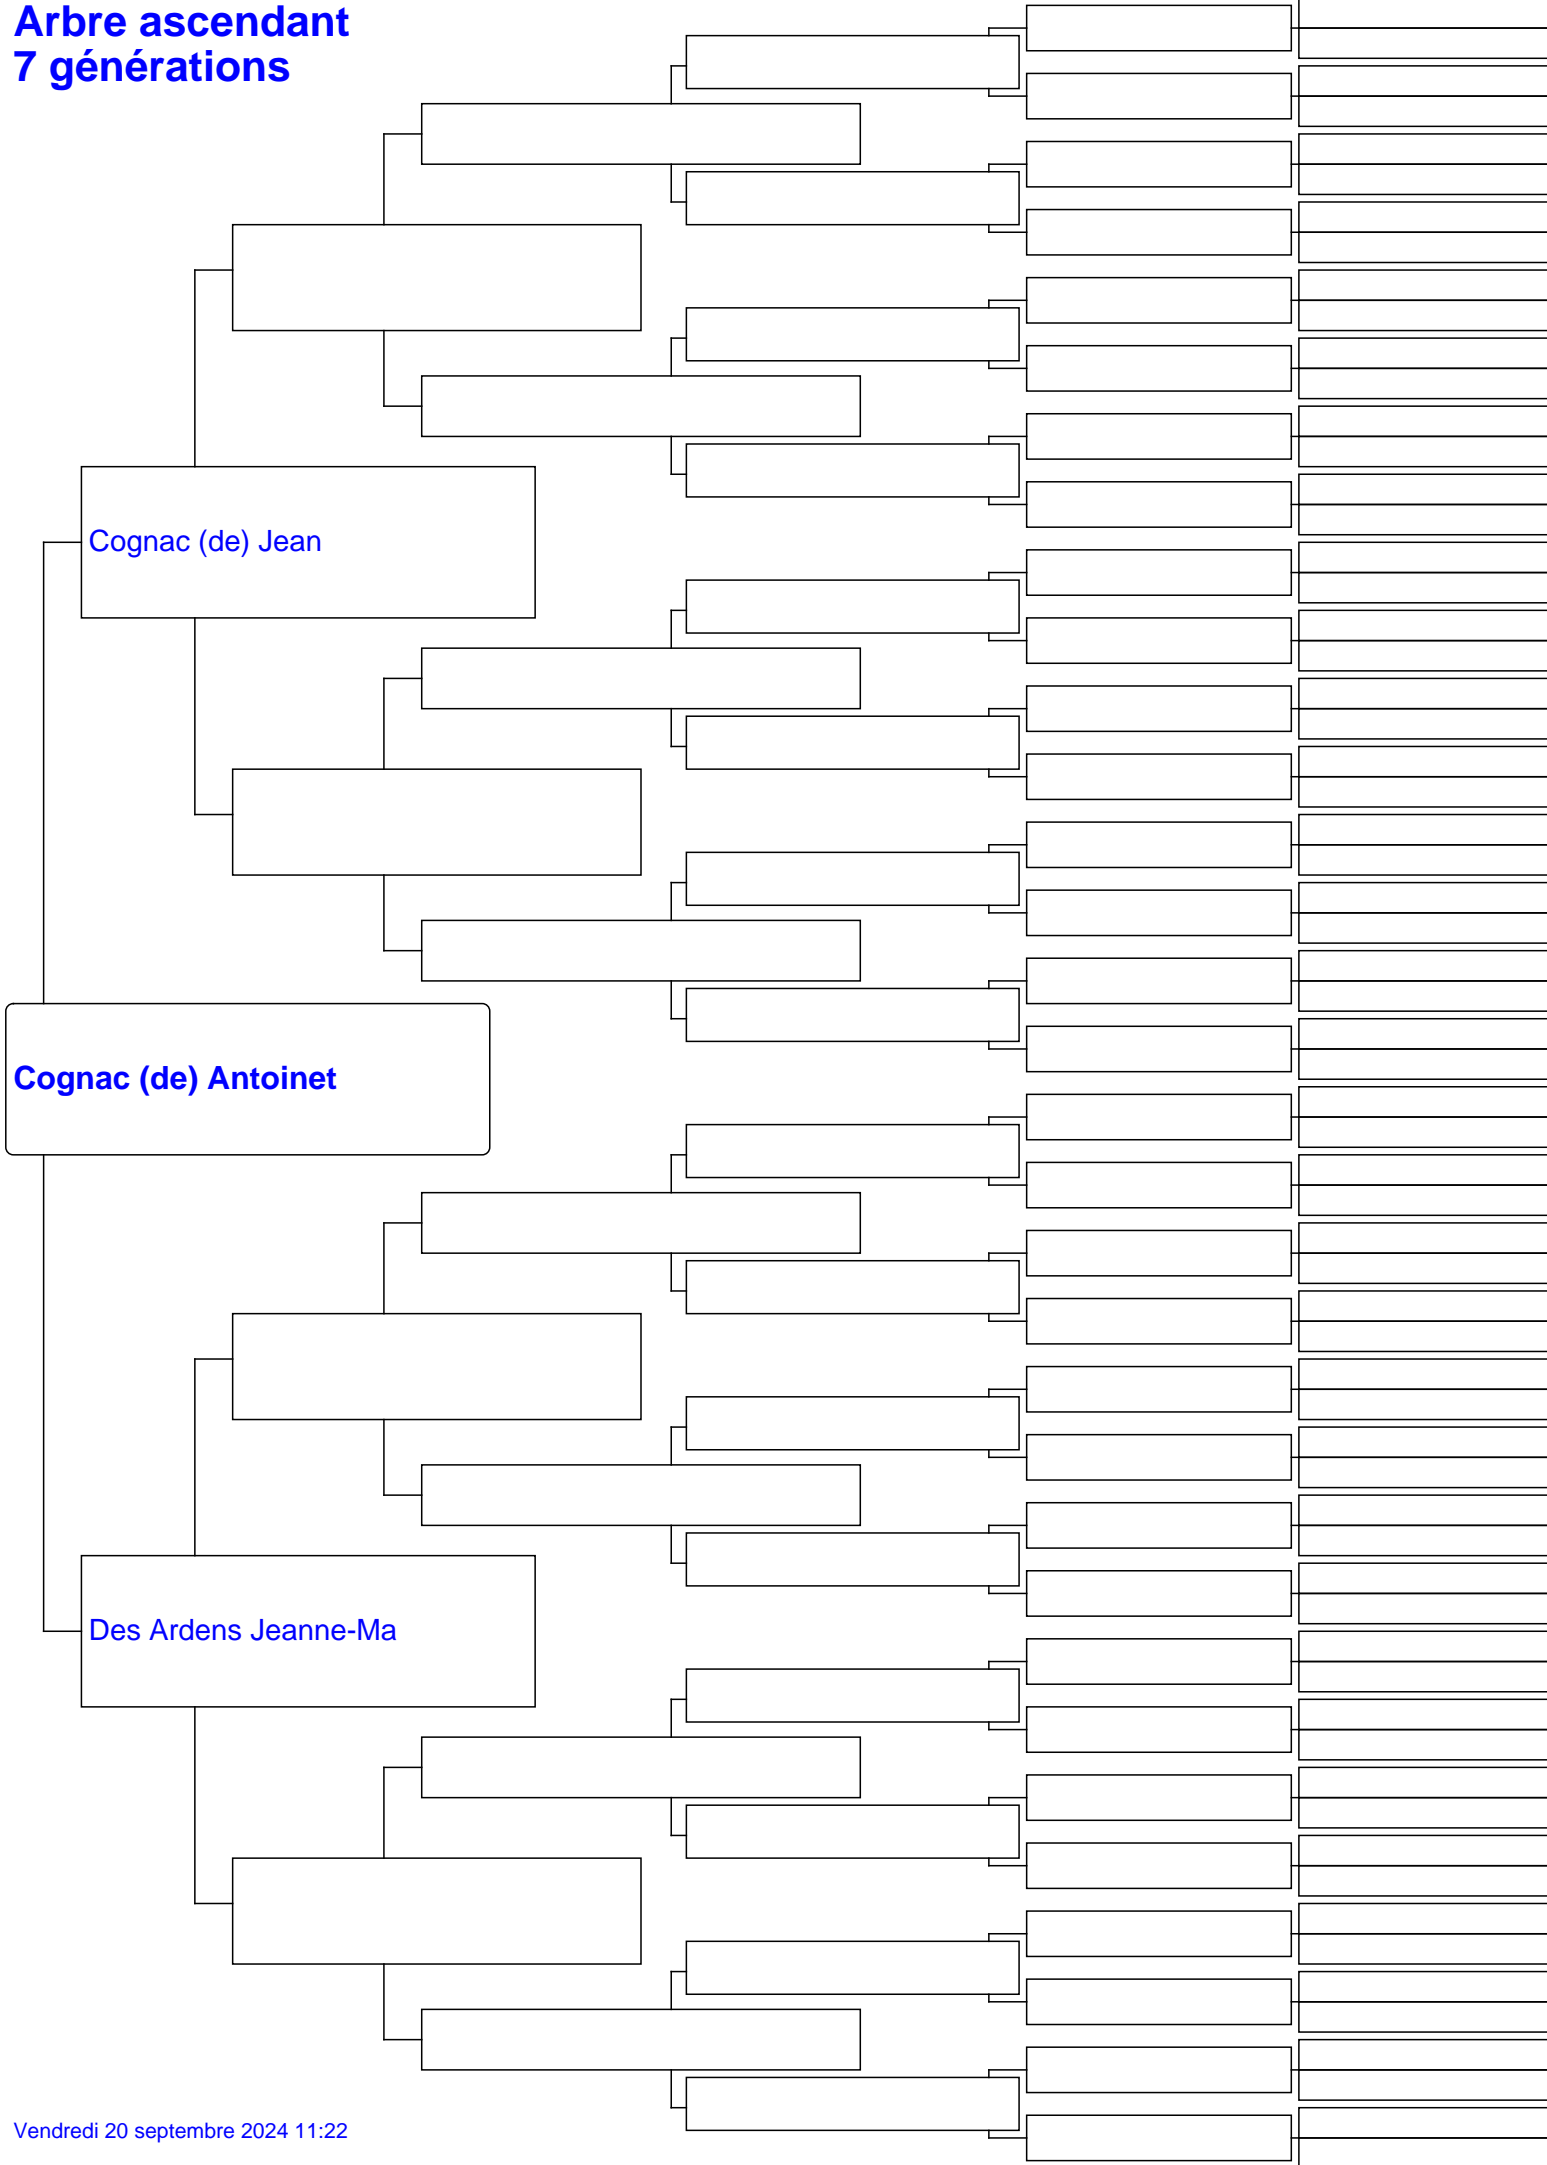 Arbre ascendant
7 générations
Cognac (de) Jean
Cognac (de) Antoinet
Des Ardens Jeanne-Ma
Vendredi 20 septembre 2024 11:22